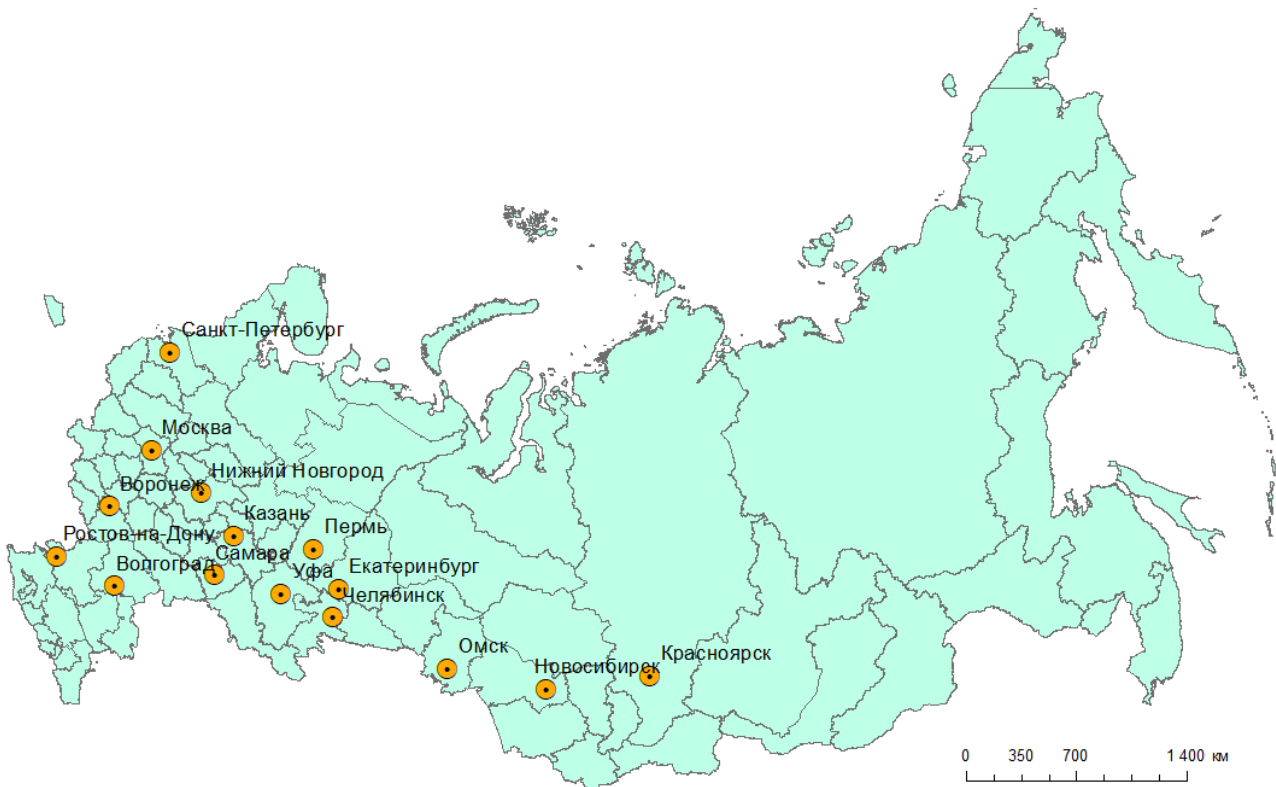 Санкт-Петербург
Москва
Нижний Новгород
Воронеж
Казань
Пермь
Ростов-на-Дону
Самара
Волгоград
Уфа
Екатеринбург
Челябинск
Омск
Новосибирск
Красноярск
0 350 700 1 400 км